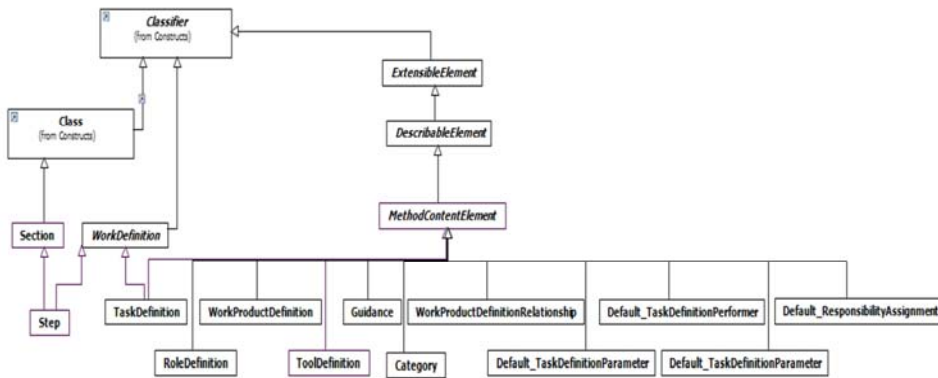 Classifier
(from Constructs)
ExtensibleElement
Class
(from Constructs)
DescribableElement
MethodContentElement
Section
WorkDefinition
TaskDefinition
WorkProductDefinition
Guidance
WorkProductDefinitionRelationship
Default_TaskDefinitionPerformer
Default_ResponsibilityAssignment
Step
RoleDefinition
ToolDefinition
Category
Default_TaskDefinitionParameter
Default_TaskDefinitionParameter